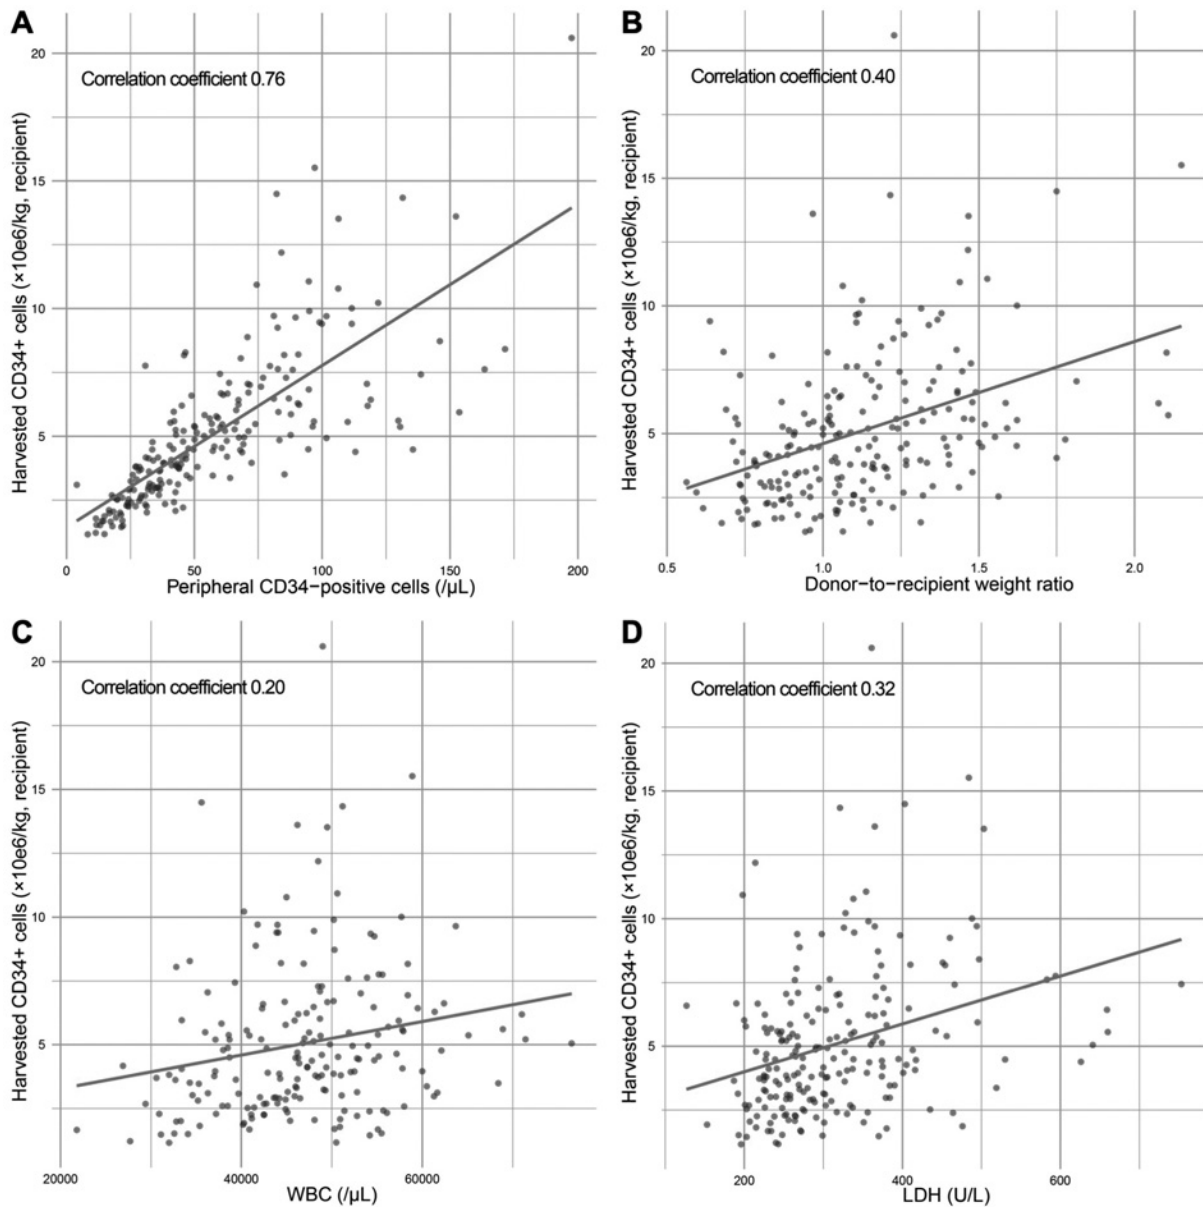 A
Correlation coefficient 0.76
Harvested CD34+ cells (×10e6/kg, recipient)
20
15
10
5
0
50
100
150
200
Peripheral CD34−positive cells (/µL)
B
Correlation coefficient 0.40
Harvested CD34+ cells (×10e6/kg, recipient)
20
15
10
5
0.5
1.0
1.5
2.0
Donor−to−recipient weight ratio
C
Correlation coefficient 0.20
Harvested CD34+ cells (×10e6/kg, recipient)
20
15
10
5
20000
40000
60000
WBC (/µL)
D
Correlation coefficient 0.32
Harvested CD34+ cells (×10e6/kg, recipient)
20
15
10
5
200
400
600
LDH (U/L)